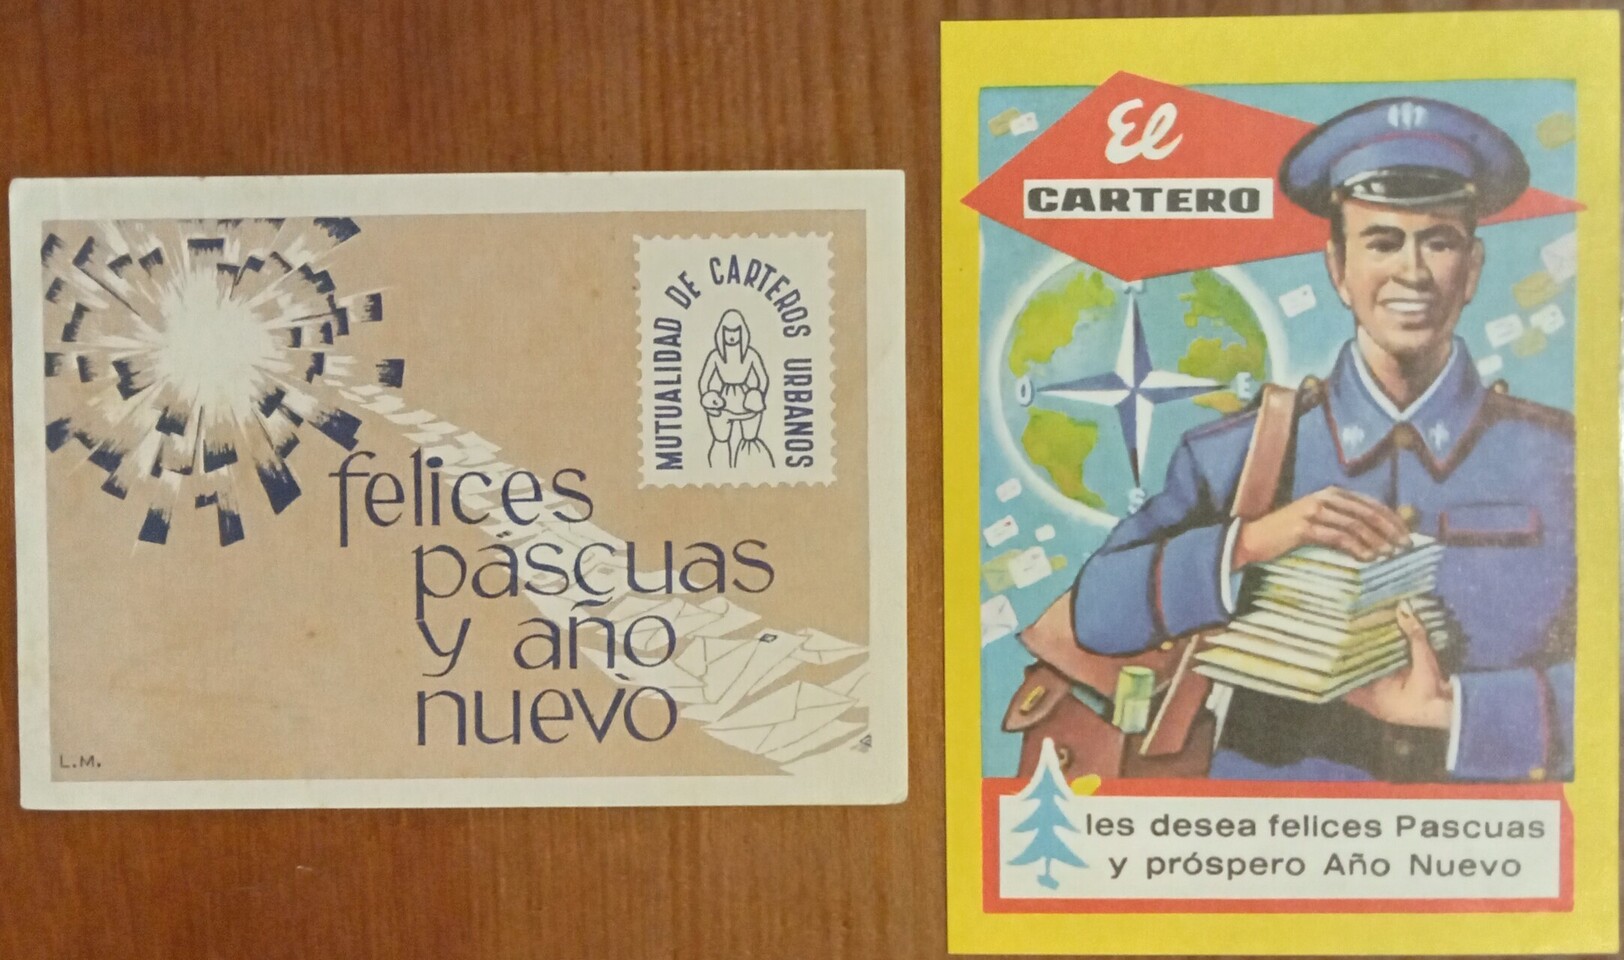 MUTUALIDAD DE CARTEROS URBANOS
felices
pascuas
y año
nuevo
L.M.
El
CARTERO
O
E
S
les desea felices Pascuas
y próspero Año Nuevo